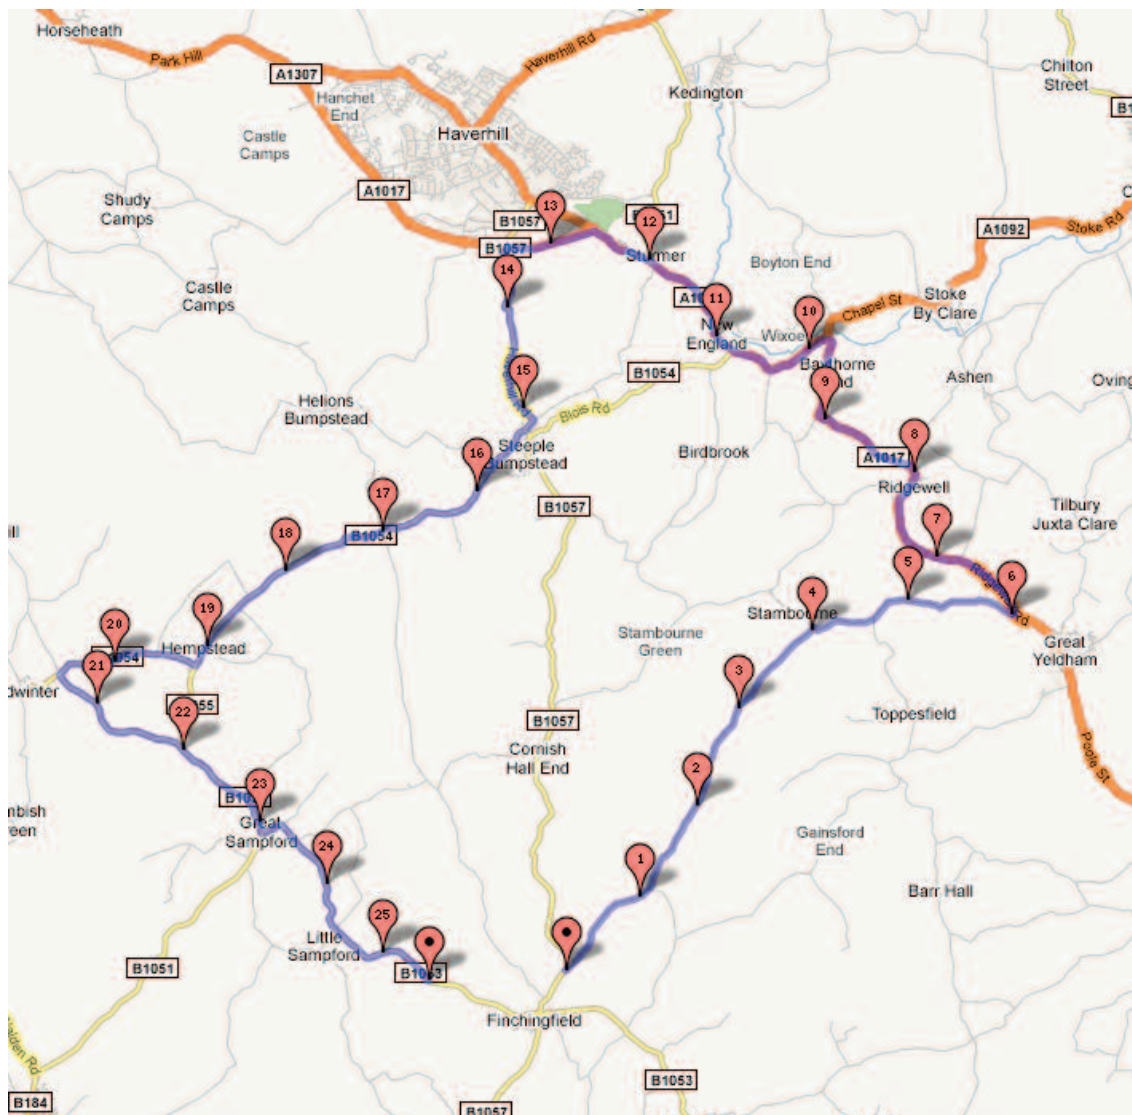 Horseheath
Park Hill
A1307
Haverhill Rd
Hanchet
End
Kedington
Chilton
Street
Haverhill
Castle
Camps
A1017
Shudy
Camps
13
B1057
12
Sturmer
B1057
A1092
Stoke Rd
14
Boyton End
Castle
Camps
11
New
England
10
Wixoe
Chapel St
Stoke
By Clare
B1054
Ashen
15
9
Helions
Bumpstead
Blois Rd
Steeple
Bumpstead
Birdbrook
8
A1017
Ridgewell
16
17
B1057
Tilbury
Juxta Clare
B1054
18
7
5
6
4
Stambourne
Stambourne
Green
19
Hempstead
20
21
Great
Yeldham
3
22
B1057
Toppesfield
Cornish
Hall End
Poole St
2
23
Great
Sampford
Gainsford
End
24
1
Barr Hall
25
Little
Sampford
B1051
Finchingfield
B1053
B184
B1057